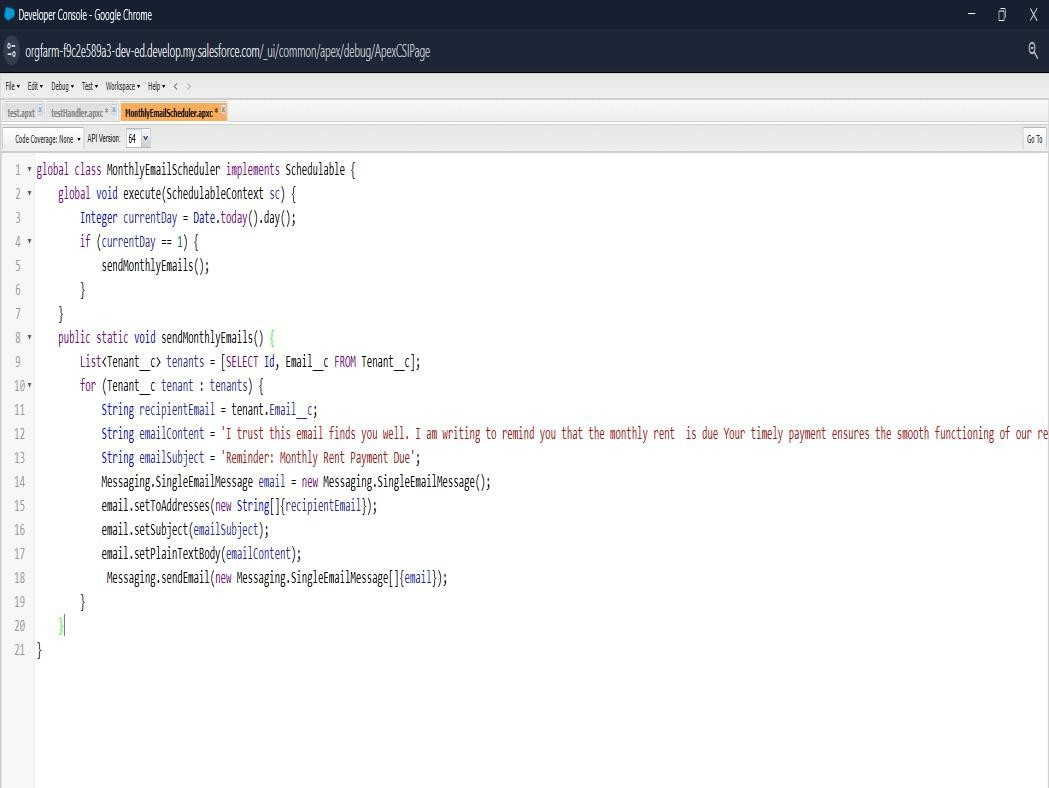 Developer Console - Google Chrome
orgfarm-f9c2e589a3-dev-ed.develop.my.salesforce.com/_ui/common/apex/debug/ApexCSIPage
File Edit Debug Test Workspace Help < >
test.apxt testHandler.apxc * MonthlyEmailScheduler.apxc *
Code Coverage: None API Version: 64 Go To
1 global class MonthlyEmailScheduler implements Schedulable {
2 global void execute(SchedulableContext sc) {
3 Integer currentDay = Date.today().day();
4 if (currentDay == 1) {
5 sendMonthlyEmails();
6 }
7 }
8 public static void sendMonthlyEmails() {
9 List<Tenant__c> tenants = [SELECT Id, Email__c FROM Tenant__c];
10 for (Tenant__c tenant : tenants) {
11 String recipientEmail = tenant.Email__c;
12 String emailContent = 'I trust this email finds you well. I am writing to remind you that the monthly rent  is due Your timely payment ensures the smooth functioning of our re
13 String emailSubject = 'Reminder: Monthly Rent Payment Due';
14 Messaging.SingleEmailMessage email = new Messaging.SingleEmailMessage();
15 email.setToAddresses(new String[]{recipientEmail});
16 email.setSubject(emailSubject);
17 email.setPlainTextBody(emailContent);
18 Messaging.sendEmail(new Messaging.SingleEmailMessage[]{email});
19 }
20 }
21 }